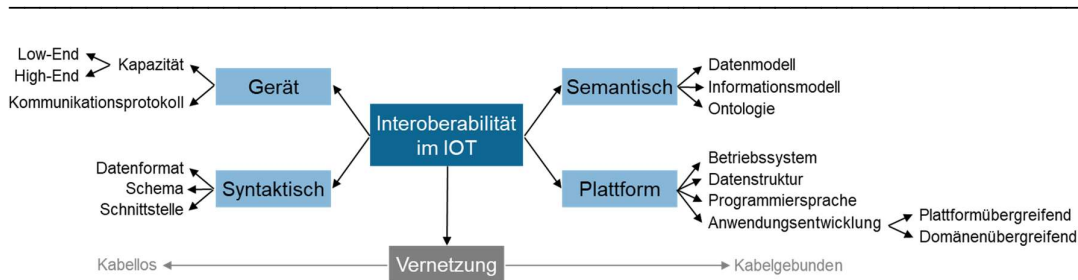 Low-End
High-End
Kapazität
Kommunikationsprotokoll
Gerät
Datenformat
Schema
Schnittstelle
Syntaktisch
Interoberabilität
im IOT
Semantisch
Datenmodell
Informationsmodell
Ontologie
Plattform
Betriebssystem
Datenstruktur
Programmiersprache
Anwendungsentwicklung
Plattformübergreifend
Domänenübergreifend
Kabellos
Vernetzung
Kabelgebunden